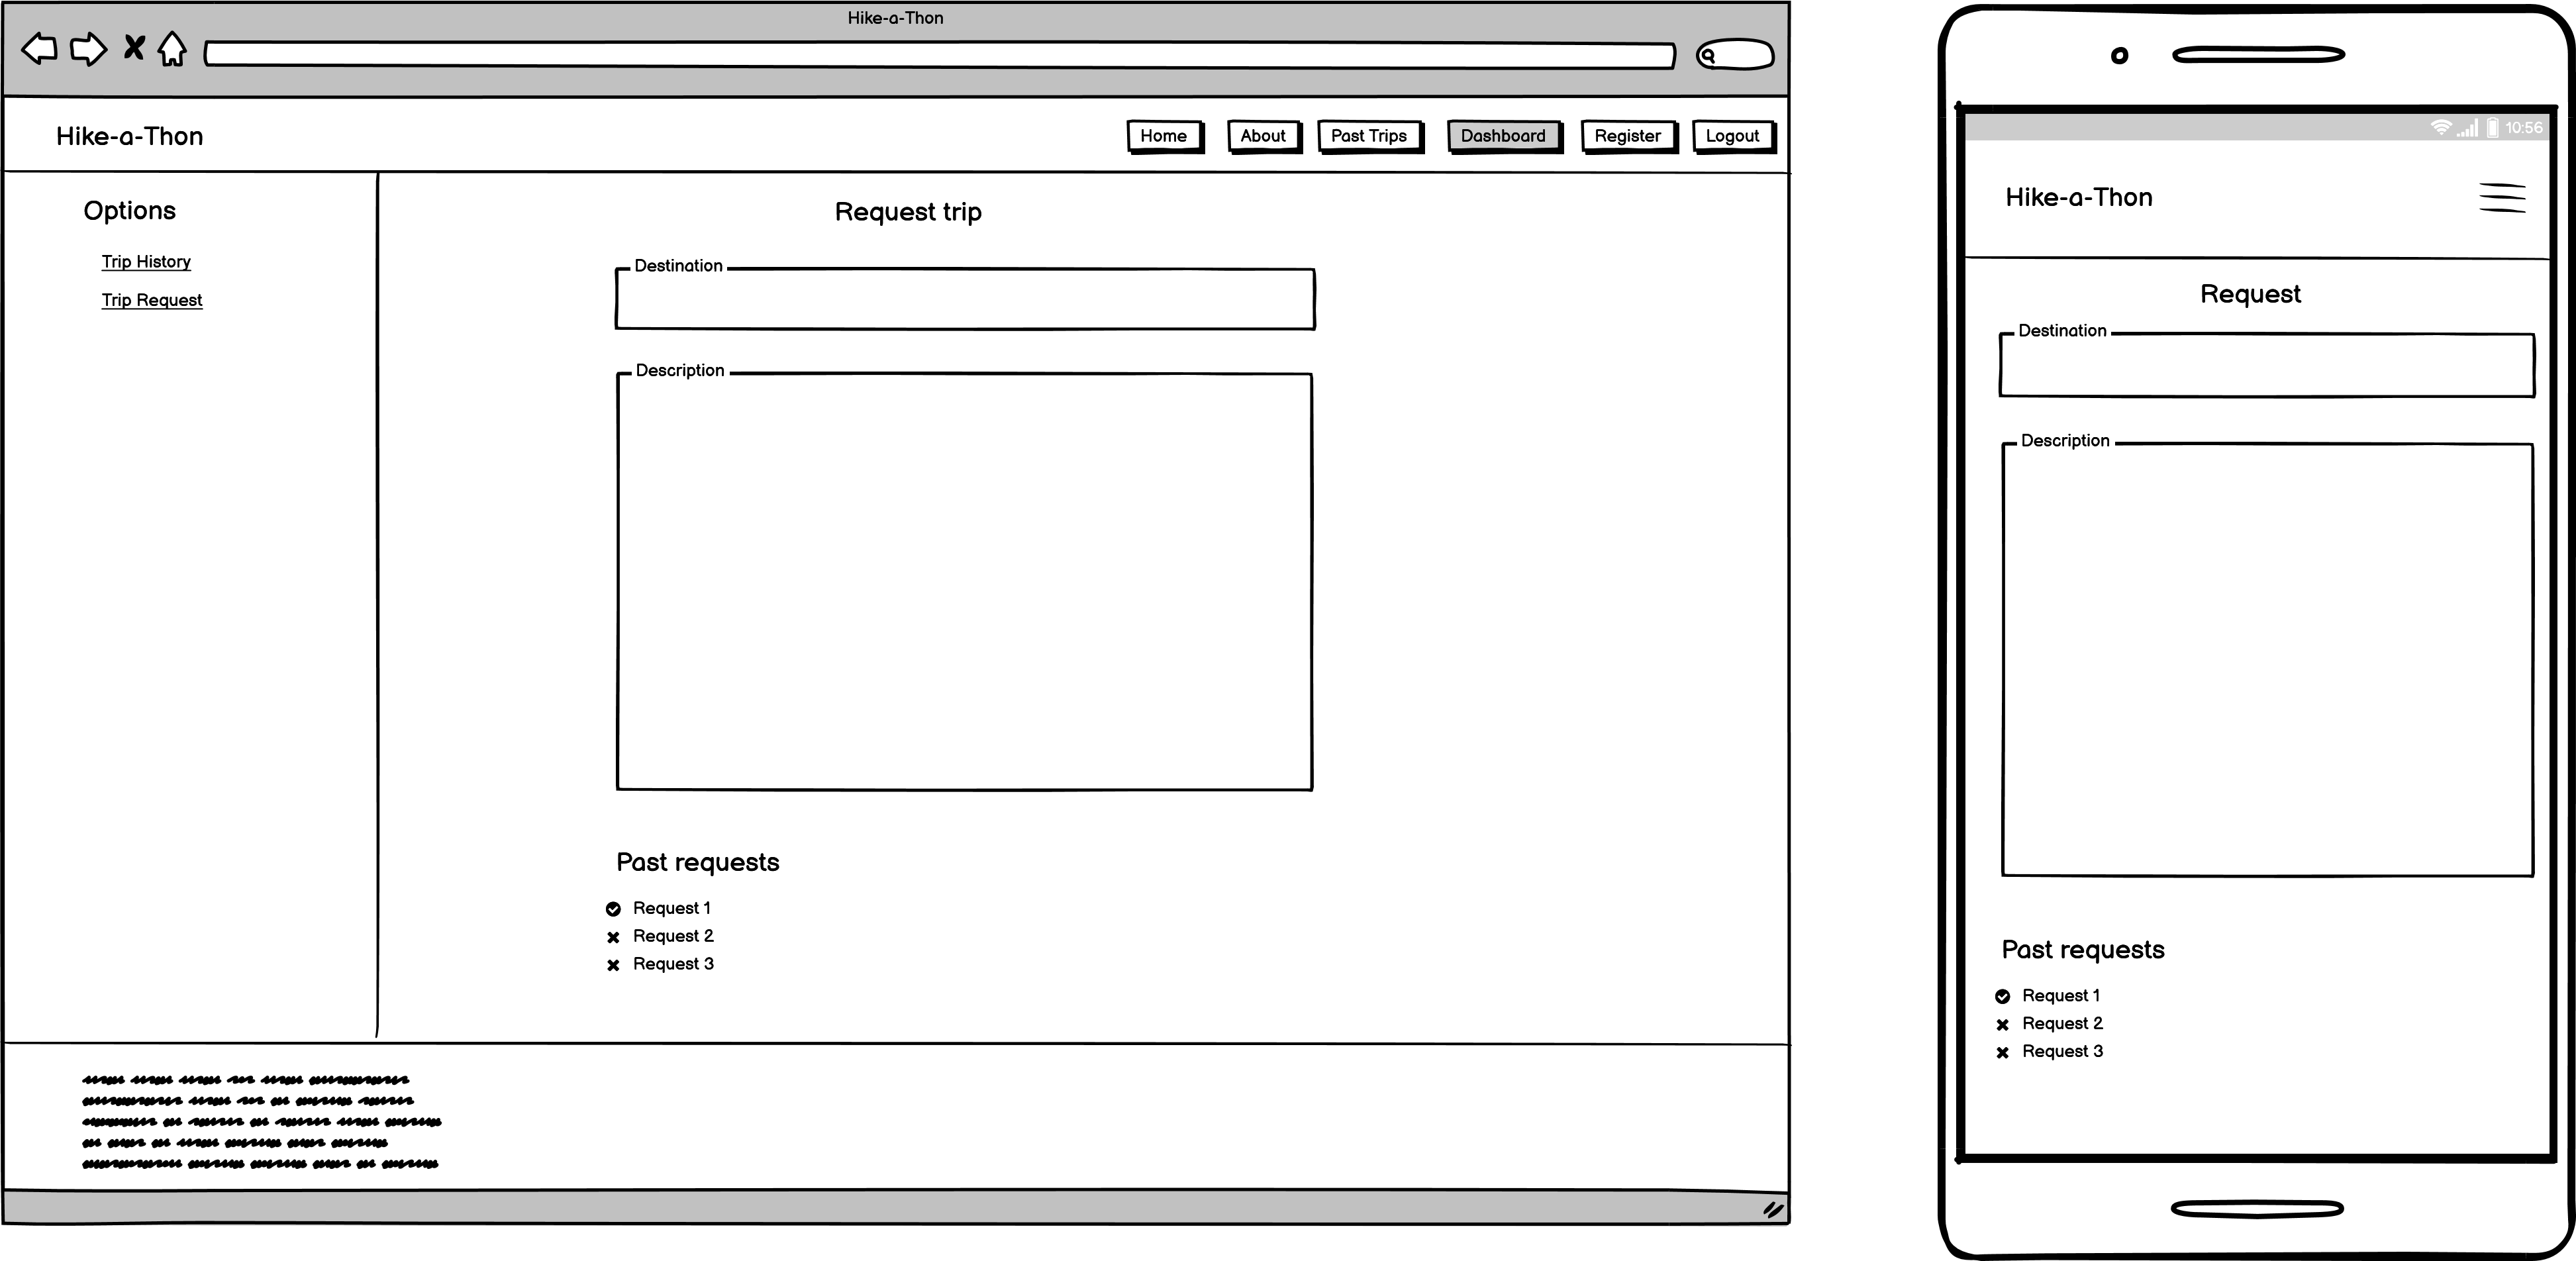 Hike-a-Thon
Hike-a-Thon
Home
About
Past Trips
Dashboard
Register
Logout
Options
Trip History
Trip Request
Request trip
Destination
Description
Past requests
Request 1
Request 2
Request 3
10:56
Hike-a-Thon
Request
Destination
Description
Past requests
Request 1
Request 2
Request 3